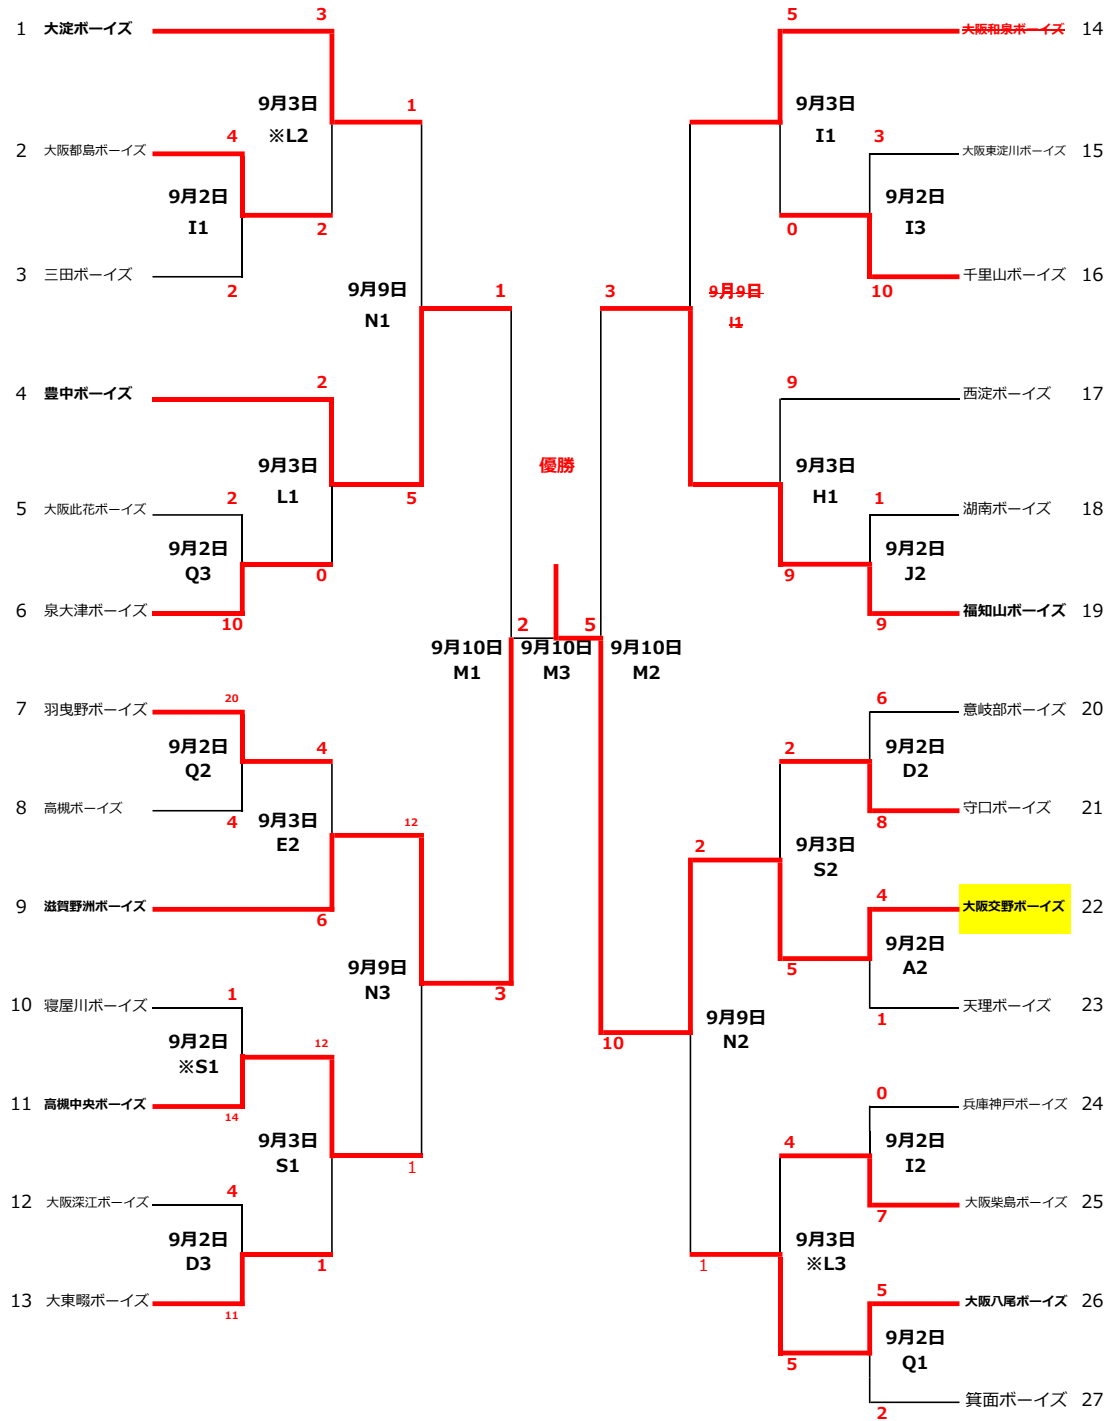 3
5
1 大淀ボーイズ
大阪和泉ボーイズ 14
9月3日
※L2
1
9月3日
I1
4
3
2 大阪都島ボーイズ
大阪東淀川ボーイズ 15
9月2日
I1
9月2日
I3
2
0
3 三田ボーイズ
千里山ボーイズ 16
2
10
9月9日
N1
1
3
9月9日
I1
4 豊中ボーイズ
2
9
西淀ボーイズ 17
9月3日
L1
優勝
9月3日
H1
5
2
1
5 大阪此花ボーイズ
湖南ボーイズ 18
9月2日
Q3
9月2日
J2
0
9
6 泉大津ボーイズ
福知山ボーイズ 19
10
9
2
5
9月10日
M1
9月10日
M3
9月10日
M2
20
6
7 羽曳野ボーイズ
意岐部ボーイズ 20
9月2日
Q2
9月2日
D2
4
2
8 高槻ボーイズ
守口ボーイズ 21
4
8
9月3日
E2
12
2
9月3日
S2
9 滋賀野洲ボーイズ
6
4
大阪交野ボーイズ 22
9月2日
A2
5
9月9日
N3
3
1
10 寝屋川ボーイズ
天理ボーイズ 23
1
9月2日
※S1
12
10
9月9日
N2
11 高槻中央ボーイズ
14
0
兵庫神戸ボーイズ 24
9月3日
S1
1
4
9月2日
I2
4
12 大阪深江ボーイズ
大阪柴島ボーイズ 25
7
9月2日
D3
1
1
9月3日
※L3
13 大東畷ボーイズ
11
5
大阪八尾ボーイズ 26
9月2日
Q1
5
箕面ボーイズ 27
2